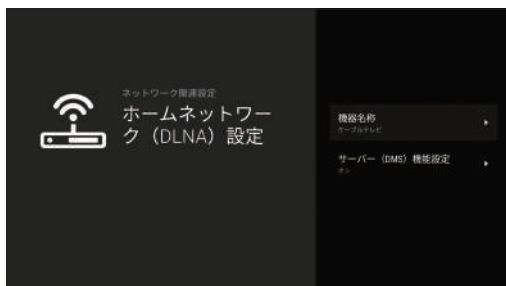 ネットワーク関連設定
ホームネットワー
ク（DLNA）設定
機器名称
ケーブルテレビ
サーバー（DMS）機能設定
オン